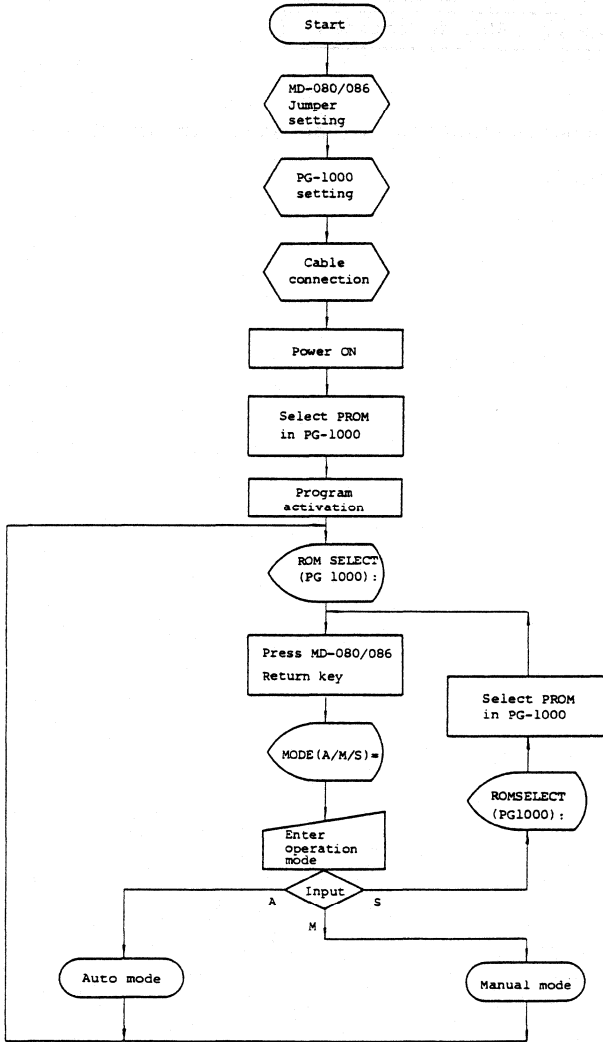 Start
MD-080/086
Jumper
setting
PG-1000
setting
Cable
connection
Power ON
Select PROM
in PG-1000
Program
activation
ROM SELECT
(PG 1000):
Press MD-080/086
Return key
Select PROM
in PG-1000
MODE(A/M/S)=
ROMSELECT
(PG1000):
Enter
operation
mode
Input
A
S
M
Auto mode
Manual mode